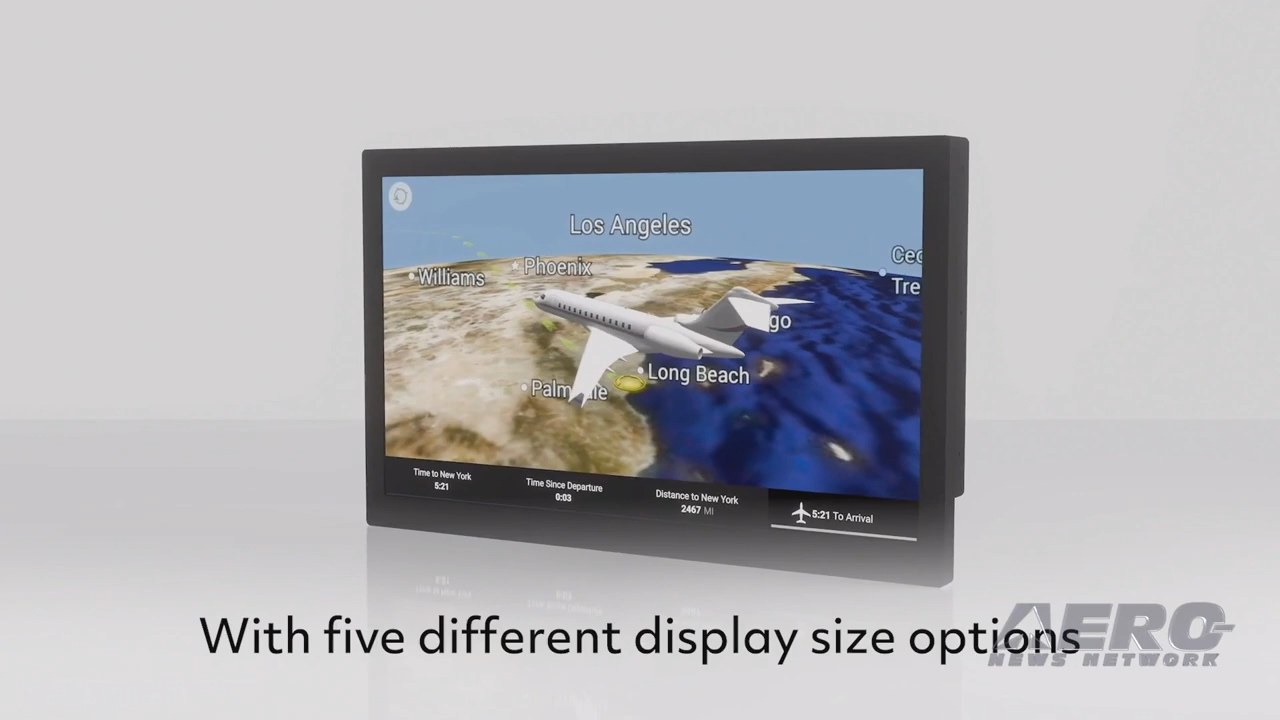 Los Angeles
Phoenix
Williams
Long Beach
Time to New York
5:21
Time Since Departure
0:03
Distance to New York
2467 MI
5:21 To Arrival
With five different display size options
AERO
NEWS NETWORK